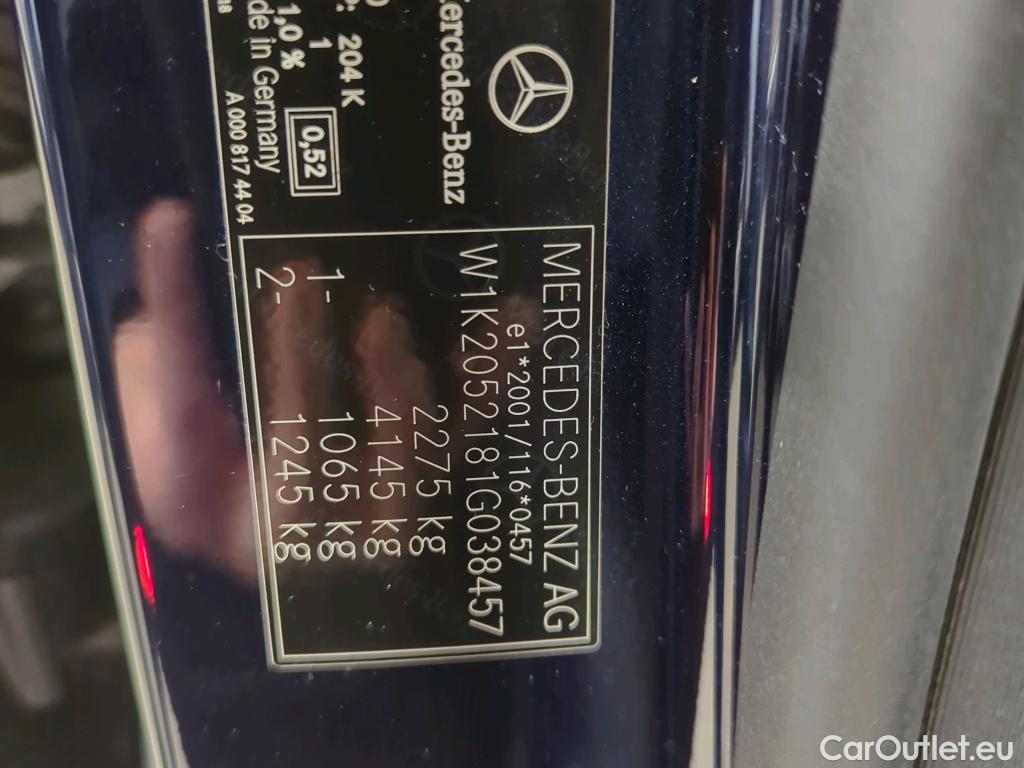 Mercedes-Benz
204 K
1
1,0 %
0,52
in Germany
A 000 817 44 04
MERCEDES-BENZ AG
e1*2001/116*0457
W1K2052181G038457
2275 kg
4145 kg
1- 1065 kg
2- 1245 kg
CarOutlet.eu